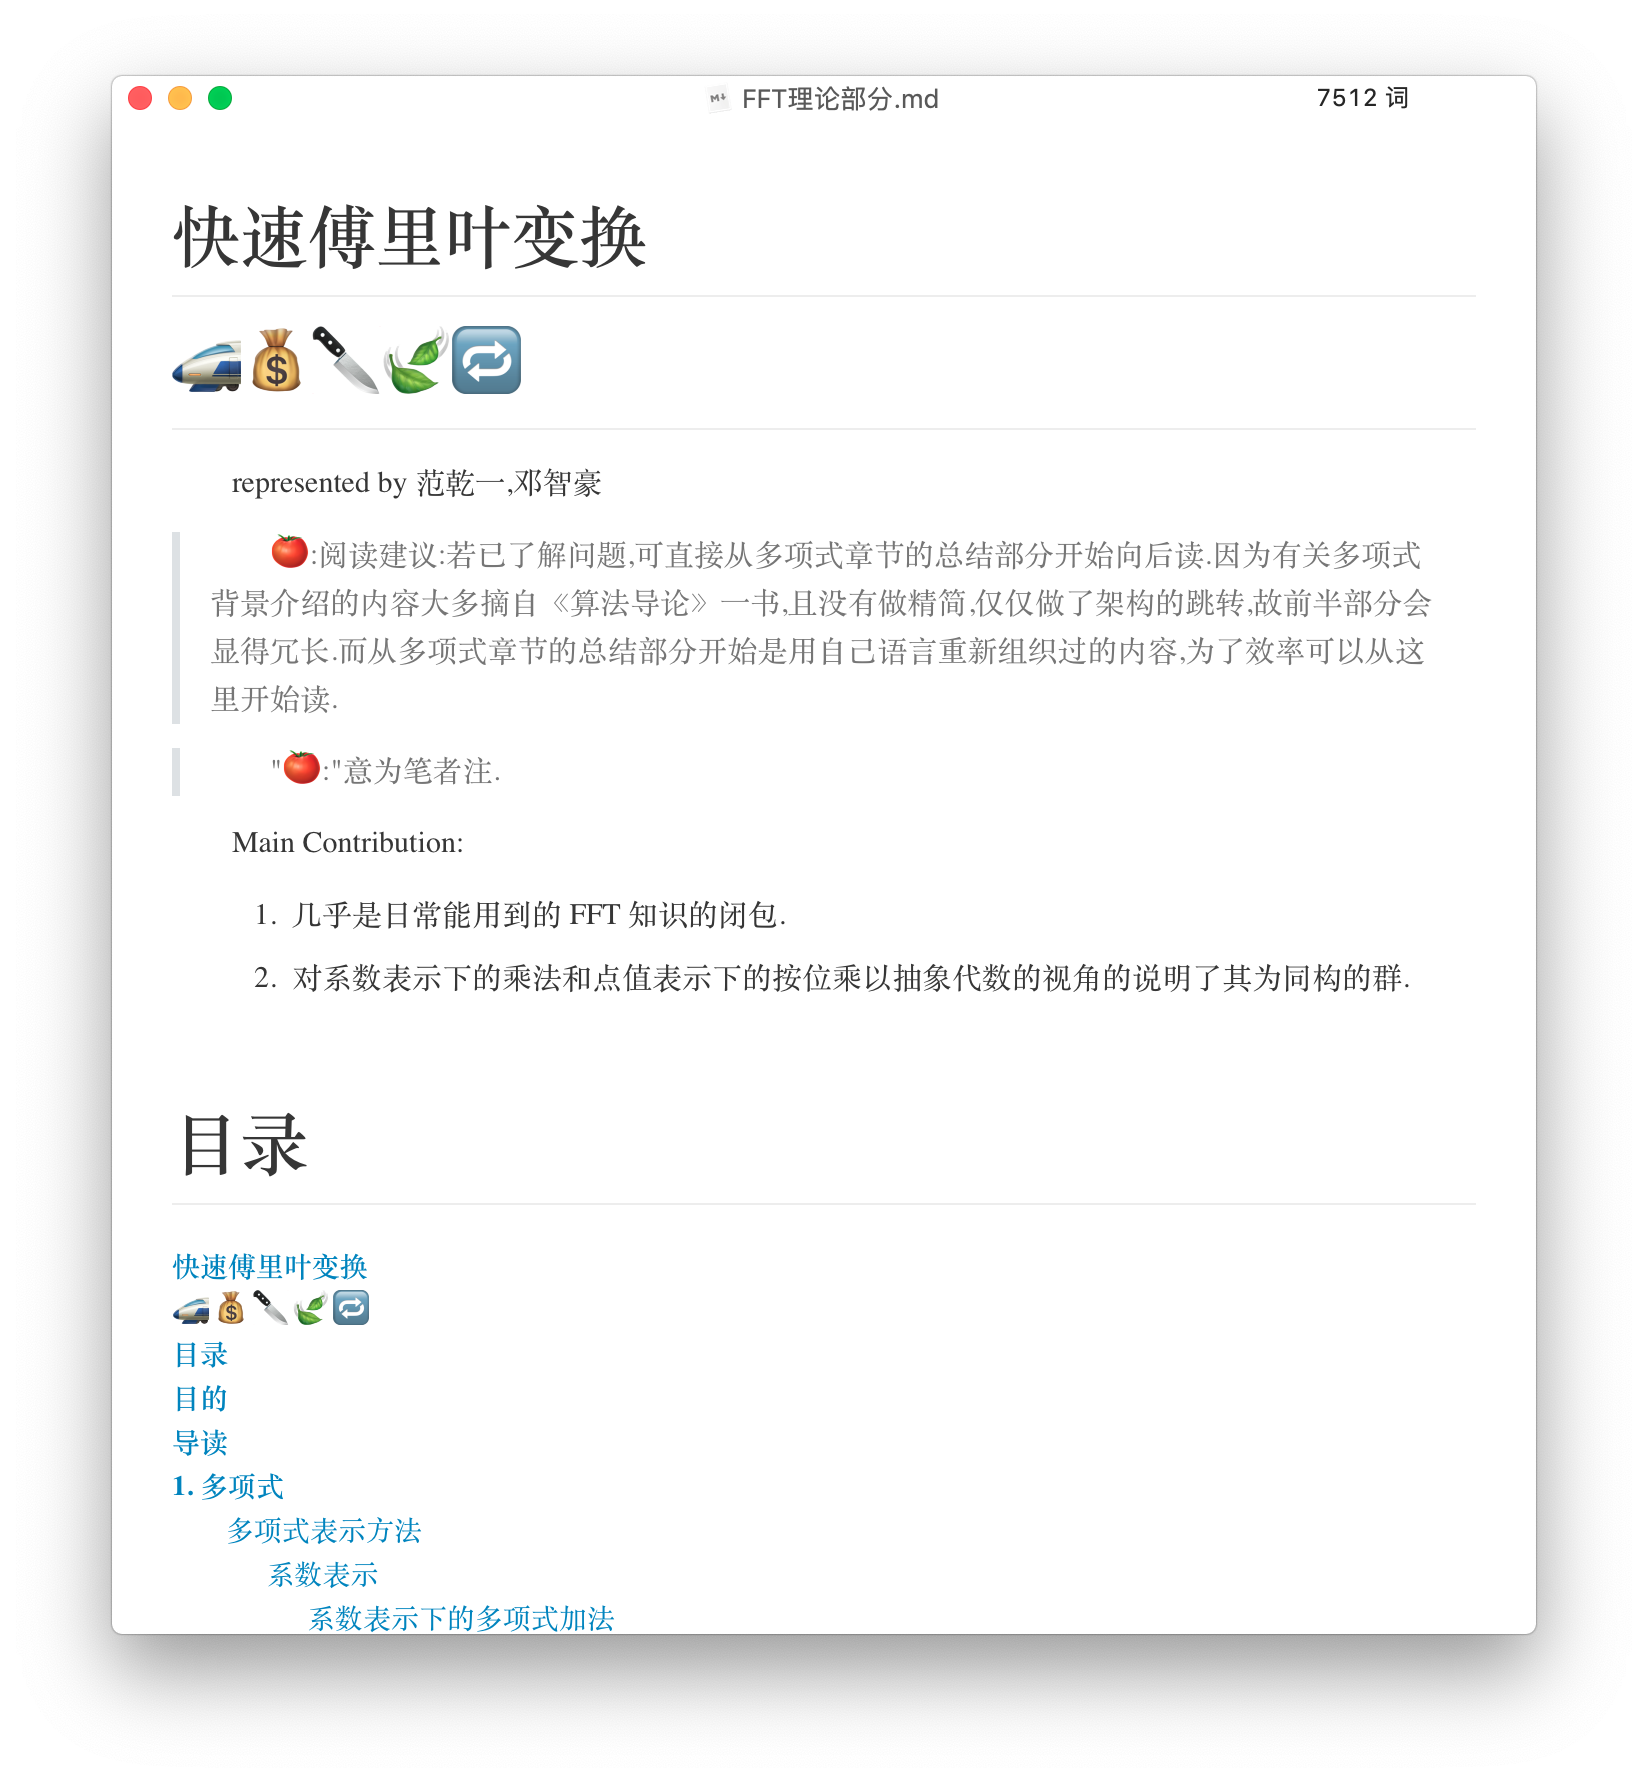 FFT理论部分.md
7512 词
快速傅里叶变换
🚅💰🔪🍃🔁
represented by 范乾一,邓智豪
🍅:阅读建议:若已了解问题,可直接从多项式章节的总结部分开始向后读.因为有关多项式
背景介绍的内容大多摘自《算法导论》一书,且没有做精简,仅仅做了架构的跳转,故前半部分会
显得冗长.而从多项式章节的总结部分开始是用自己语言重新组织过的内容,为了效率可以从这
里开始读.
"🍅:"意为笔者注.
Main Contribution:
1. 几乎是日常能用到的 FFT 知识的闭包.
2. 对系数表示下的乘法和点值表示下的按位乘以抽象代数的视角的说明了其为同构的群.
目录
快速傅里叶变换
🚅💰🔪🍃🔁
目录
目的
导读
1. 多项式
多项式表示方法
系数表示
系数表示下的多项式加法